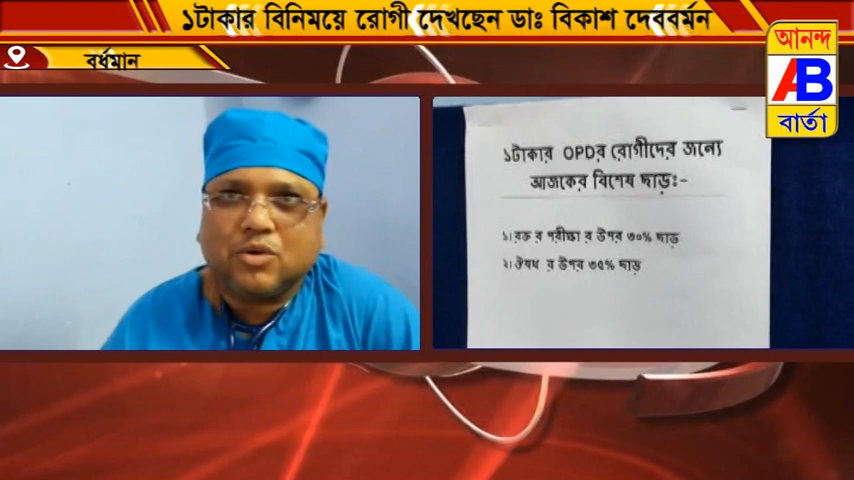 ১টাকার বিনিময়ে রোগী দেখছেন ডাঃ বিকাশ দেববর্মন
বর্ধমান
আনন্দ
AB
বার্তা
১টাকার OPDর রোগীদের জন্যে
আজকের বিশেষ ছাড়ঃ-
১। রক্ত র পরীক্ষা র উপর ৩০% ছাড়
২। ঔষধ র উপর ৩৫% ছাড়